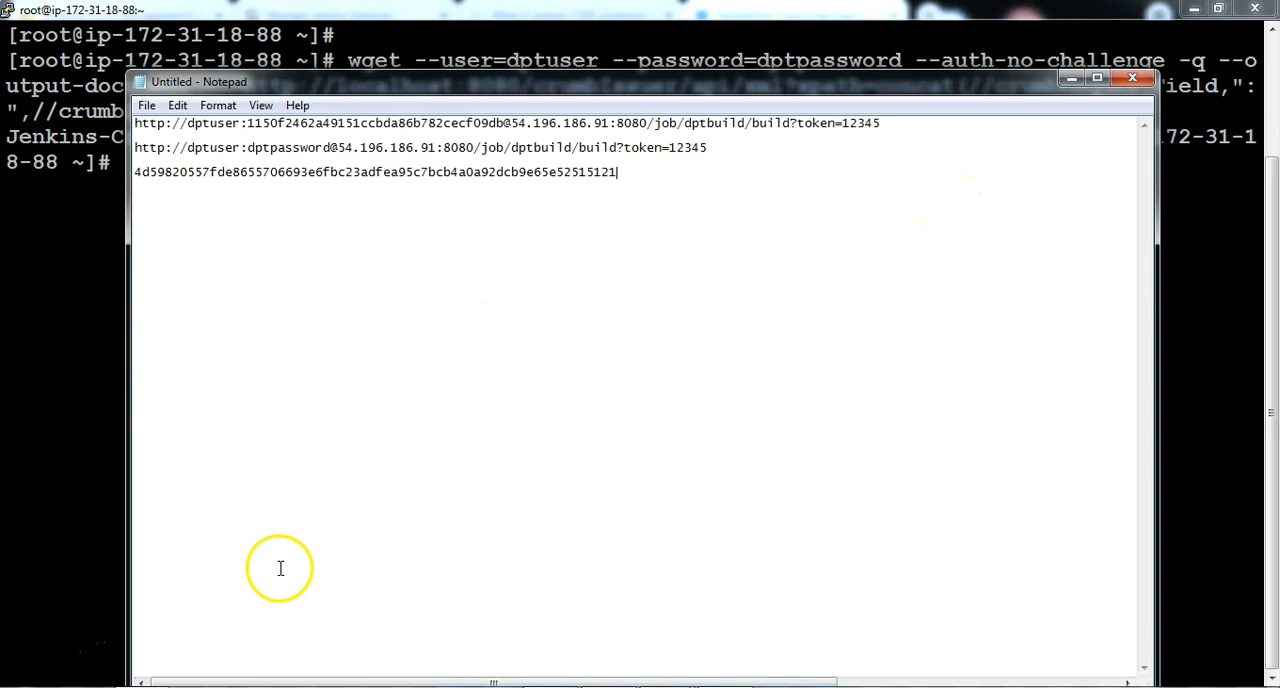 root@ip-172-31-18-88:~
[root@ip-172-31-18-88 ~]#
[root@ip-172-31-18-88 ~]# wget --user=dptuser --password=dptpassword --auth-no-challenge -q --o
utput-doc ield,":
",//crumb
Jenkins-C 72-31-1
8-88 ~]#
Untitled - Notepad
File Edit Format View Help
http://dptuser:1150f2462a49151ccbda86b782cecf09db@54.196.186.91:8080/job/dptbuild/build?token=12345
http://dptuser:dptpassword@54.196.186.91:8080/job/dptbuild/build?token=12345
4d59820557fde8655706693e6fbc23adfea95c7bcb4a0a92dcb9e65e52515121